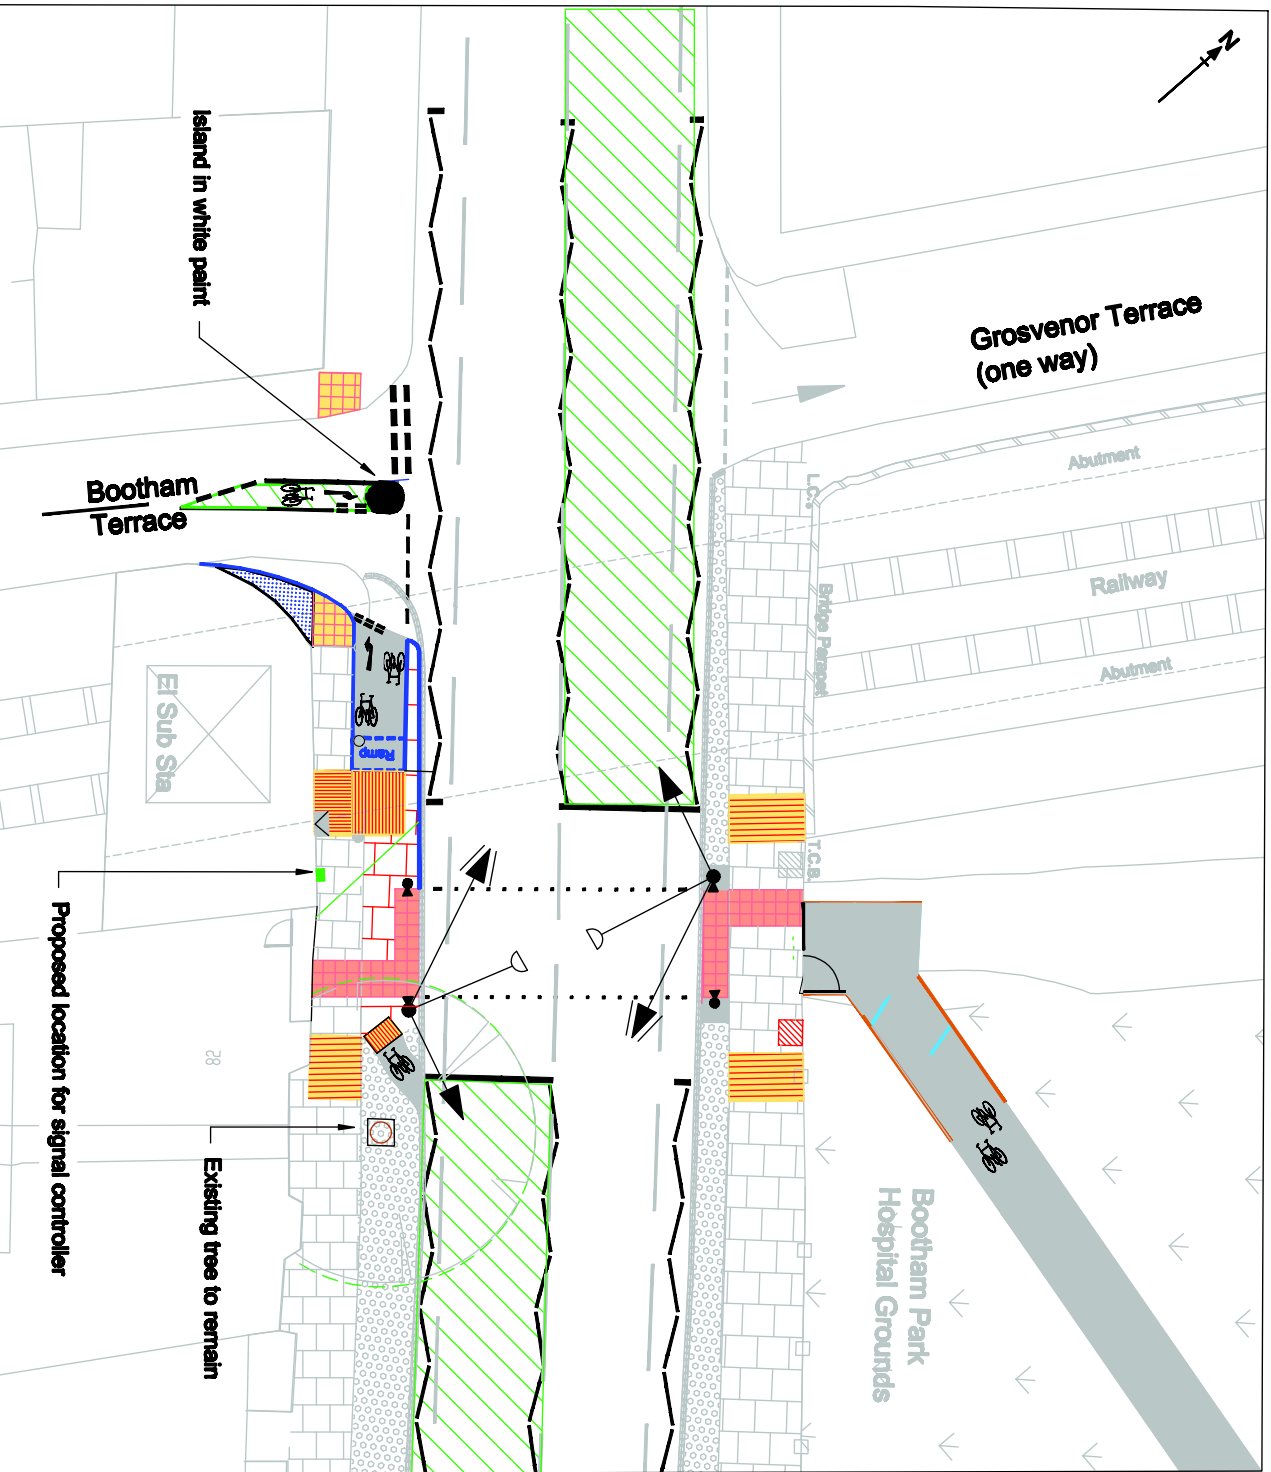 N
Grosvenor Terrace
(one way)
Island in white paint
Abutment
L.C.
Bootham
Terrace
Railway
Bridge Parapet
Abutment
El Sub Sta
Ramp
T.C.B.
Proposed location for signal controller
28
Existing tree to remain
Bootham Park
Hospital Grounds